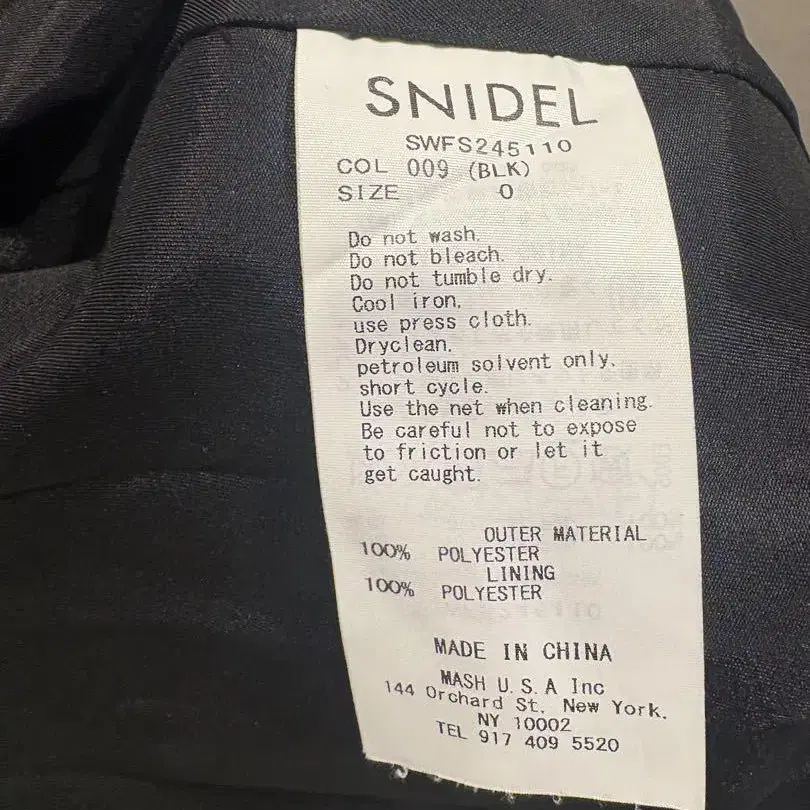 SNIDEL
SWFS245110
COL 009 (BLK)
SIZE 0
Do not wash.
Do not bleach.
Do not tumble dry.
Cool iron.
use press cloth.
Dryclean.
petroleum solvent only.
short cycle.
Use the net when cleaning.
Be careful not to expose
to friction or let it
get caught.
OUTER MATERIAL
100% POLYESTER
LINING
100% POLYESTER
MADE IN CHINA
MASH U.S.A Inc
144 Orchard St. New York.
NY 10002
TEL 917 409 5520